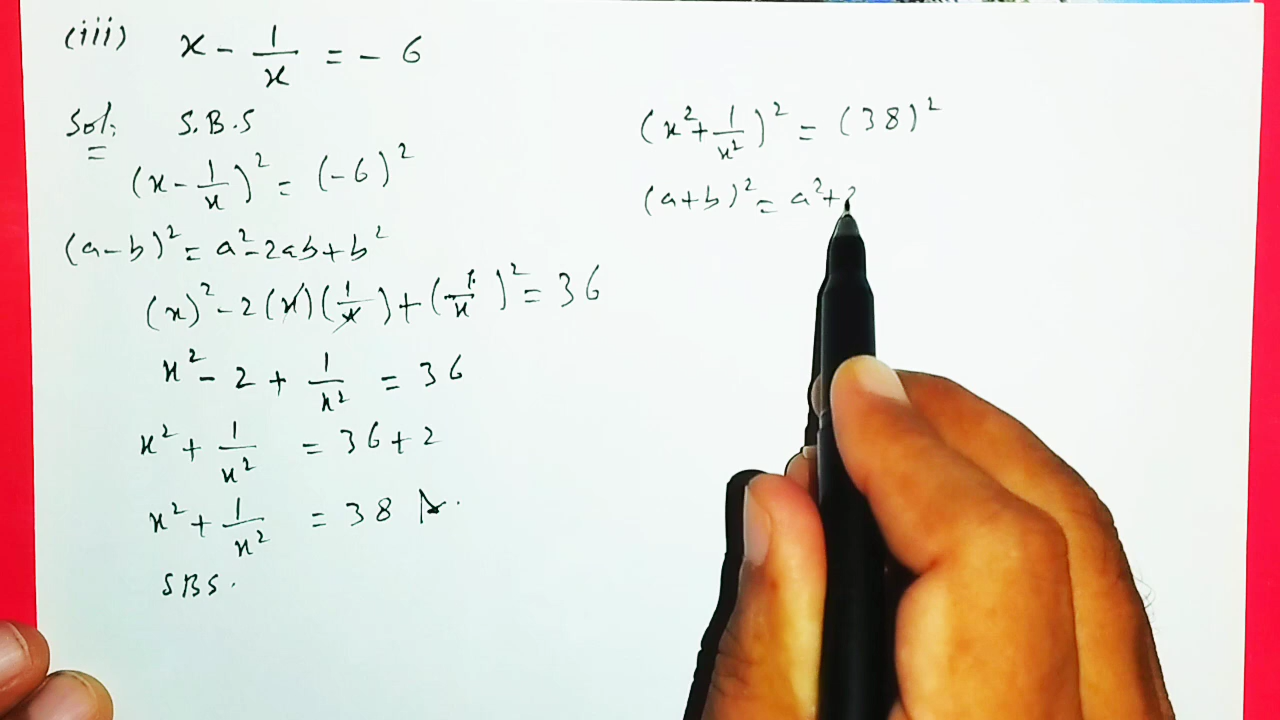 (iii) x - 1/x = - 6
Sol: S.B.S
(x - 1/x)² = (-6)²
(a-b)² = a² - 2ab + b²
(x)² - 2(x)(1/x) + (1/x)² = 36
x² - 2 + 1/x² = 36
x² + 1/x² = 36 + 2
x² + 1/x² = 38
SBS.
(x² + 1/x²)² = (38)²
(a+b)² = a² +